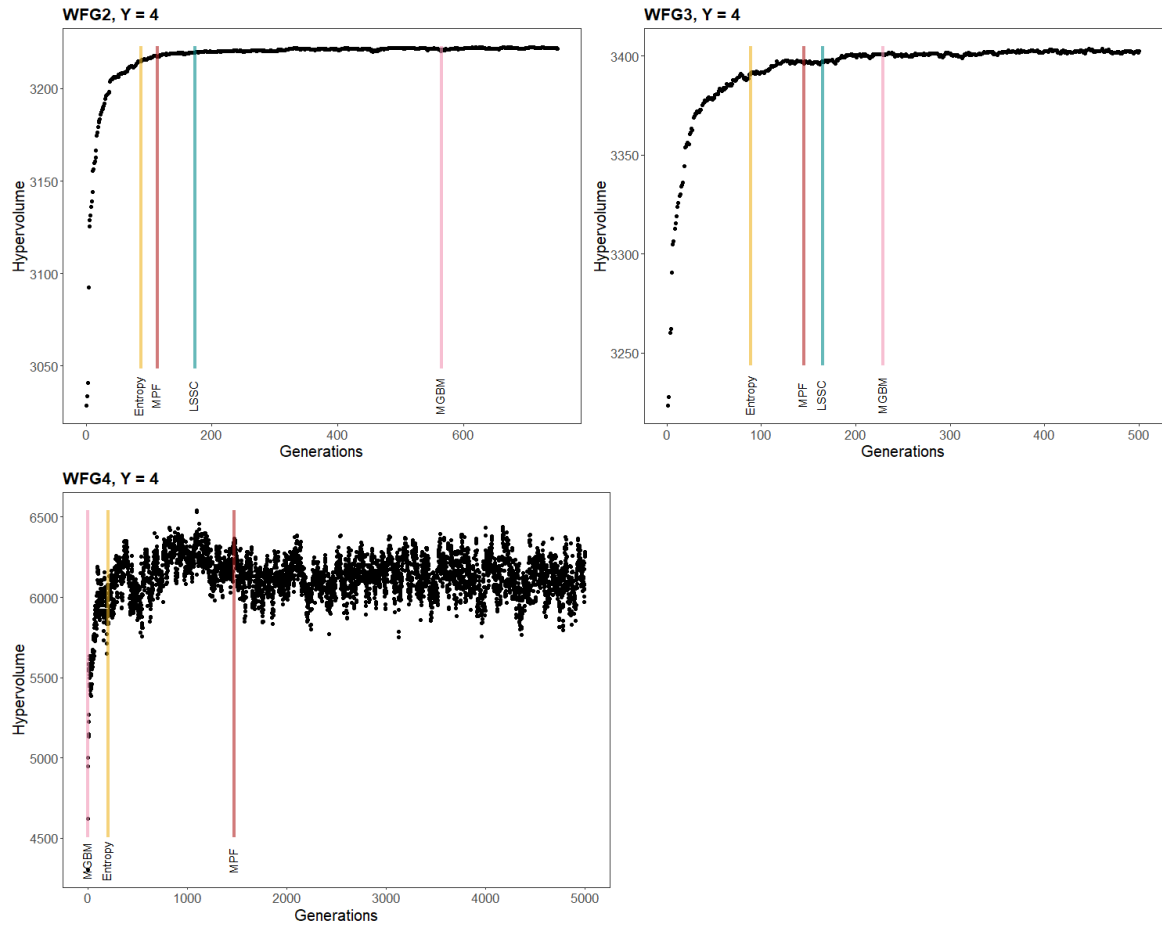 WFG2, Y = 4
Hypervolume
3200
3150
3100
3050
Entropy
MPF
LSSC
MGBM
0
200
400
600
Generations
WFG3, Y = 4
Hypervolume
3400
3350
3300
3250
Entropy
MPF
LSSC
MGBM
0
100
200
300
400
500
Generations
WFG4, Y = 4
Hypervolume
6500
6000
5500
5000
4500
MGBM
Entropy
MPF
0
1000
2000
3000
4000
5000
Generations